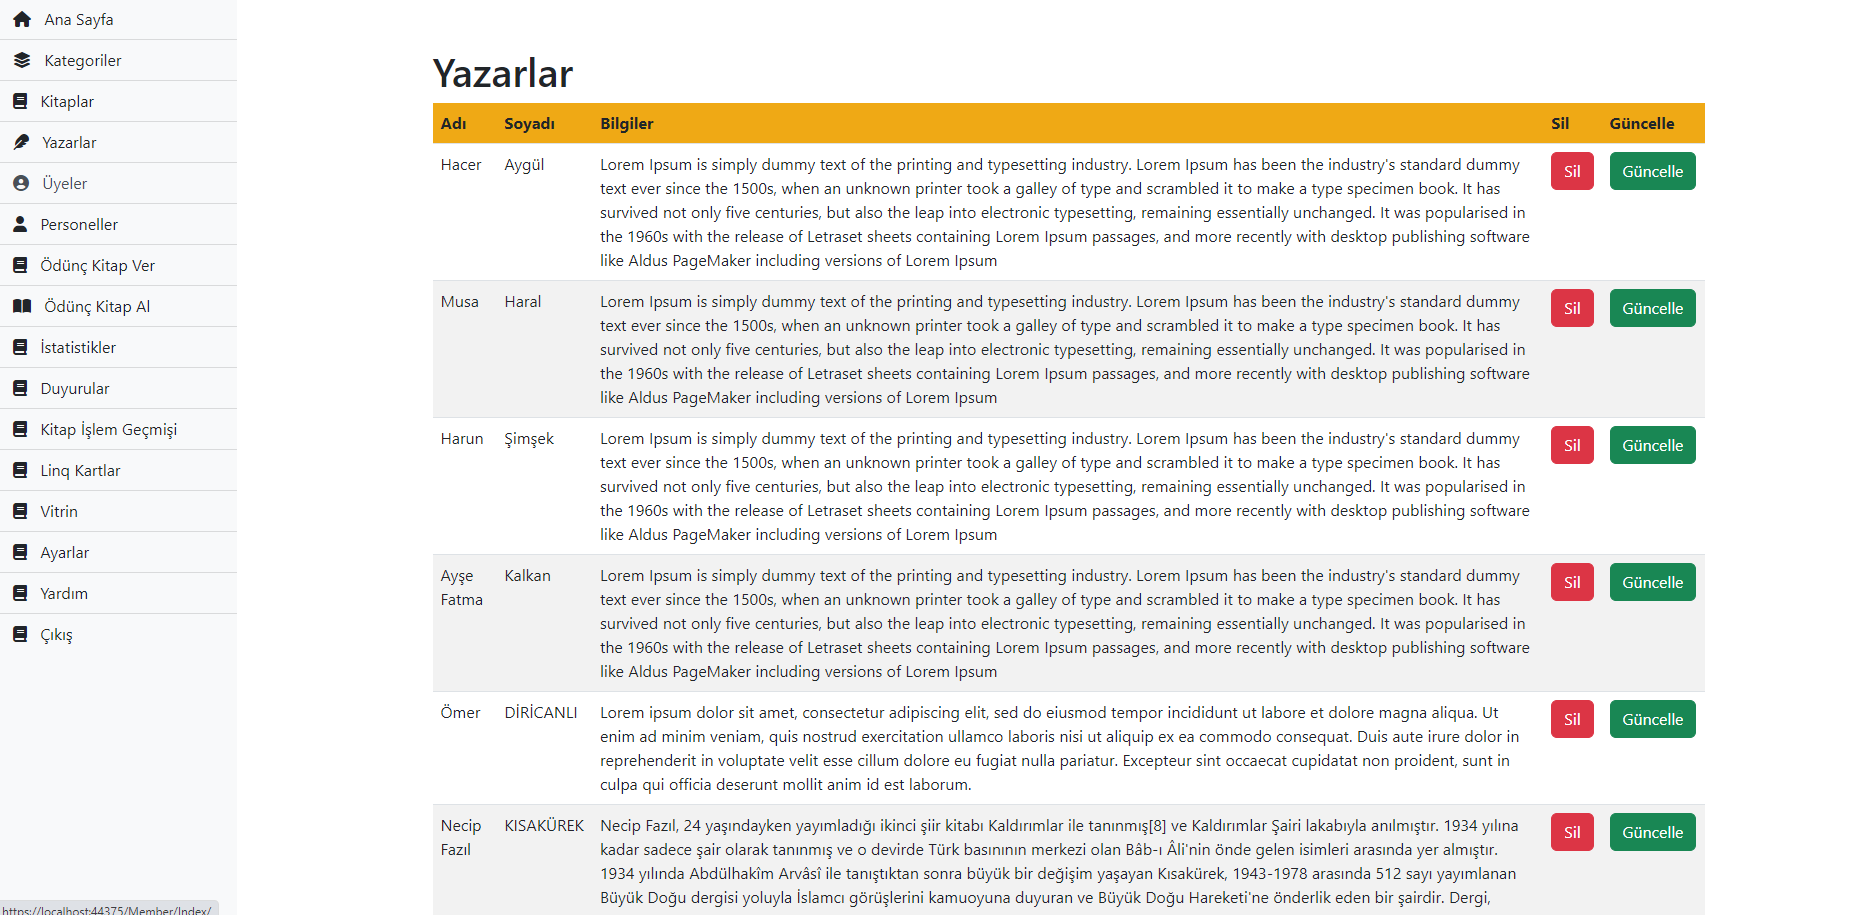 Ana Sayfa
Kategoriler
Kitaplar
Yazarlar
Üyeler
Personeller
Ödünç Kitap Ver
Ödünç Kitap Al
İstatistikler
Duyurular
Kitap İşlem Geçmişi
Linq Kartlar
Vitrin
Ayarlar
Yardım
Çıkış
https://localhost:44375/Member/Index/
Yazarlar
Adı Soyadı Bilgiler Sil Güncelle
Hacer Aygül Lorem Ipsum is simply dummy text of the printing and typesetting industry. Lorem Ipsum has been the industry's standard dummy Sil Güncelle
text ever since the 1500s, when an unknown printer took a galley of type and scrambled it to make a type specimen book. It has
survived not only five centuries, but also the leap into electronic typesetting, remaining essentially unchanged. It was popularised in
the 1960s with the release of Letraset sheets containing Lorem Ipsum passages, and more recently with desktop publishing software
like Aldus PageMaker including versions of Lorem Ipsum
Musa Haral Lorem Ipsum is simply dummy text of the printing and typesetting industry. Lorem Ipsum has been the industry's standard dummy Sil Güncelle
text ever since the 1500s, when an unknown printer took a galley of type and scrambled it to make a type specimen book. It has
survived not only five centuries, but also the leap into electronic typesetting, remaining essentially unchanged. It was popularised in
the 1960s with the release of Letraset sheets containing Lorem Ipsum passages, and more recently with desktop publishing software
like Aldus PageMaker including versions of Lorem Ipsum
Harun Şimşek Lorem Ipsum is simply dummy text of the printing and typesetting industry. Lorem Ipsum has been the industry's standard dummy Sil Güncelle
text ever since the 1500s, when an unknown printer took a galley of type and scrambled it to make a type specimen book. It has
survived not only five centuries, but also the leap into electronic typesetting, remaining essentially unchanged. It was popularised in
the 1960s with the release of Letraset sheets containing Lorem Ipsum passages, and more recently with desktop publishing software
like Aldus PageMaker including versions of Lorem Ipsum
Ayşe Kalkan Lorem Ipsum is simply dummy text of the printing and typesetting industry. Lorem Ipsum has been the industry's standard dummy Sil Güncelle
Fatma text ever since the 1500s, when an unknown printer took a galley of type and scrambled it to make a type specimen book. It has
survived not only five centuries, but also the leap into electronic typesetting, remaining essentially unchanged. It was popularised in
the 1960s with the release of Letraset sheets containing Lorem Ipsum passages, and more recently with desktop publishing software
like Aldus PageMaker including versions of Lorem Ipsum
Ömer DİRİCANLI Lorem ipsum dolor sit amet, consectetur adipiscing elit, sed do eiusmod tempor incididunt ut labore et dolore magna aliqua. Ut Sil Güncelle
enim ad minim veniam, quis nostrud exercitation ullamco laboris nisi ut aliquip ex ea commodo consequat. Duis aute irure dolor in
reprehenderit in voluptate velit esse cillum dolore eu fugiat nulla pariatur. Excepteur sint occaecat cupidatat non proident, sunt in
culpa qui officia deserunt mollit anim id est laborum.
Necip KISAKÜREK Necip Fazıl, 24 yaşındayken yayımladığı ikinci şiir kitabı Kaldırımlar ile tanınmış[8] ve Kaldırımlar Şairi lakabıyla anılmıştır. 1934 yılına Sil Güncelle
Fazıl kadar sadece şair olarak tanınmış ve o devirde Türk basınının merkezi olan Bâb-ı Âli'nin önde gelen isimleri arasında yer almıştır.
1934 yılında Abdülhakîm Arvâsî ile tanıştıktan sonra büyük bir değişim yaşayan Kısakürek, 1943-1978 arasında 512 sayı yayımlanan
Büyük Doğu dergisi yoluyla İslamcı görüşlerini kamuoyuna duyuran ve Büyük Doğu Hareketi'ne önderlik eden bir şairdir. Dergi,